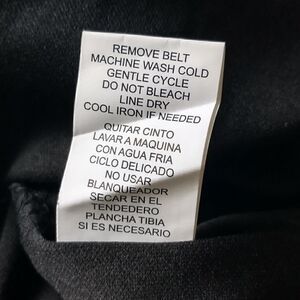 REMOVE BELT
MACHINE WASH COLD
GENTLE CYCLE
DO NOT BLEACH
LINE DRY
COOL IRON IF NEEDED
QUITAR CINTO
LAVAR A MAQUINA
CON AGUA FRIA
CICLO DELICADO
NO USAR
BLANQUEADOR
SECAR EN EL
TENDEDERO
PLANCHA TIBIA
SI ES NECESARIO